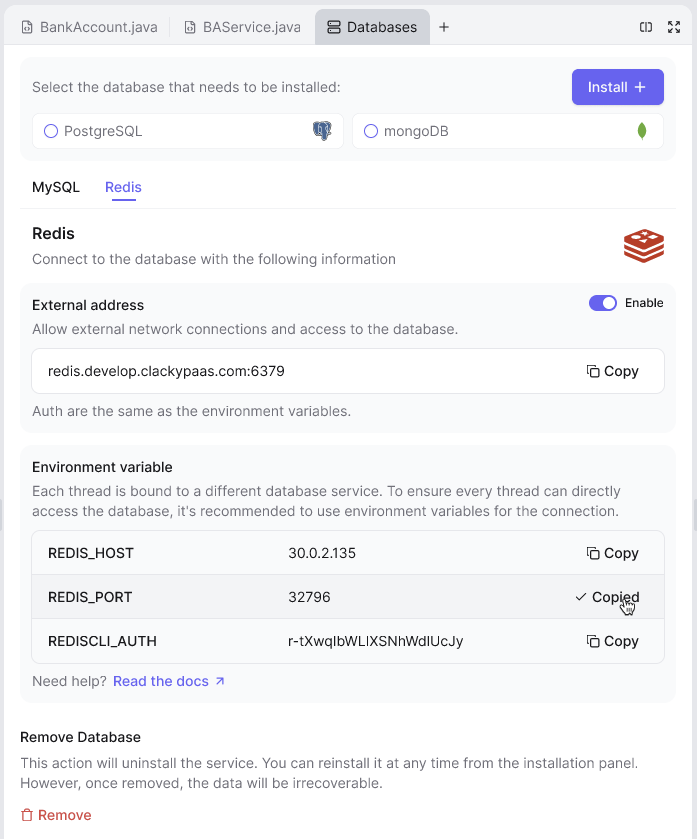 BankAccount.java
BAService.java
Databases
Select the database that needs to be installed:
Install
PostgreSQL
mongoDB
MySQL
Redis
Redis
Connect to the database with the following information
External address
Enable
Allow external network connections and access to the database.
redis.develop.clackypaas.com:6379
Copy
Auth are the same as the environment variables.
Environment variable
Each thread is bound to a different database service. To ensure every thread can directly
access the database, it's recommended to use environment variables for the connection.
REDIS_HOST
30.0.2.135
Copy
REDIS_PORT
32796
Copied
REDISCLI_AUTH
Copy
Need help? Read the docs
Remove Database
This action will uninstall the service. You can reinstall it at any time from the installation panel.
However, once removed, the data will be irrecoverable.
Remove